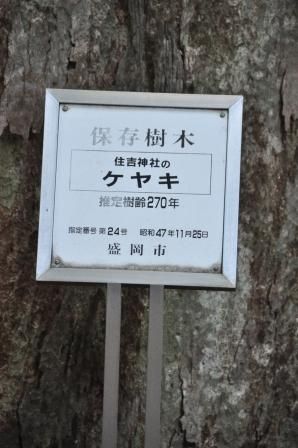 保存樹木
住吉神社の
ケヤキ
推定樹齢270年
指定番号 第24号 昭和47年11月25日
盛岡市